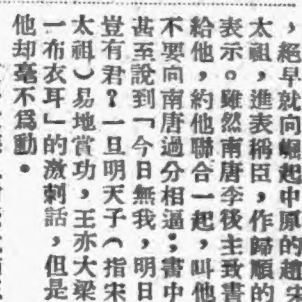 ，絕早就向崛起中原的趙宋
太祖，進表稱臣，作歸順的
表示。雖然南唐李後主致書
給他，約他聯合一起，叫他
不要向南唐過分相逼；書中
甚至說到「今日無我，明日
豈有君？一旦明天子（指宋
太祖）易地賞功，王亦大梁
一布衣耳」的激刺話，但是
他却毫不爲動。